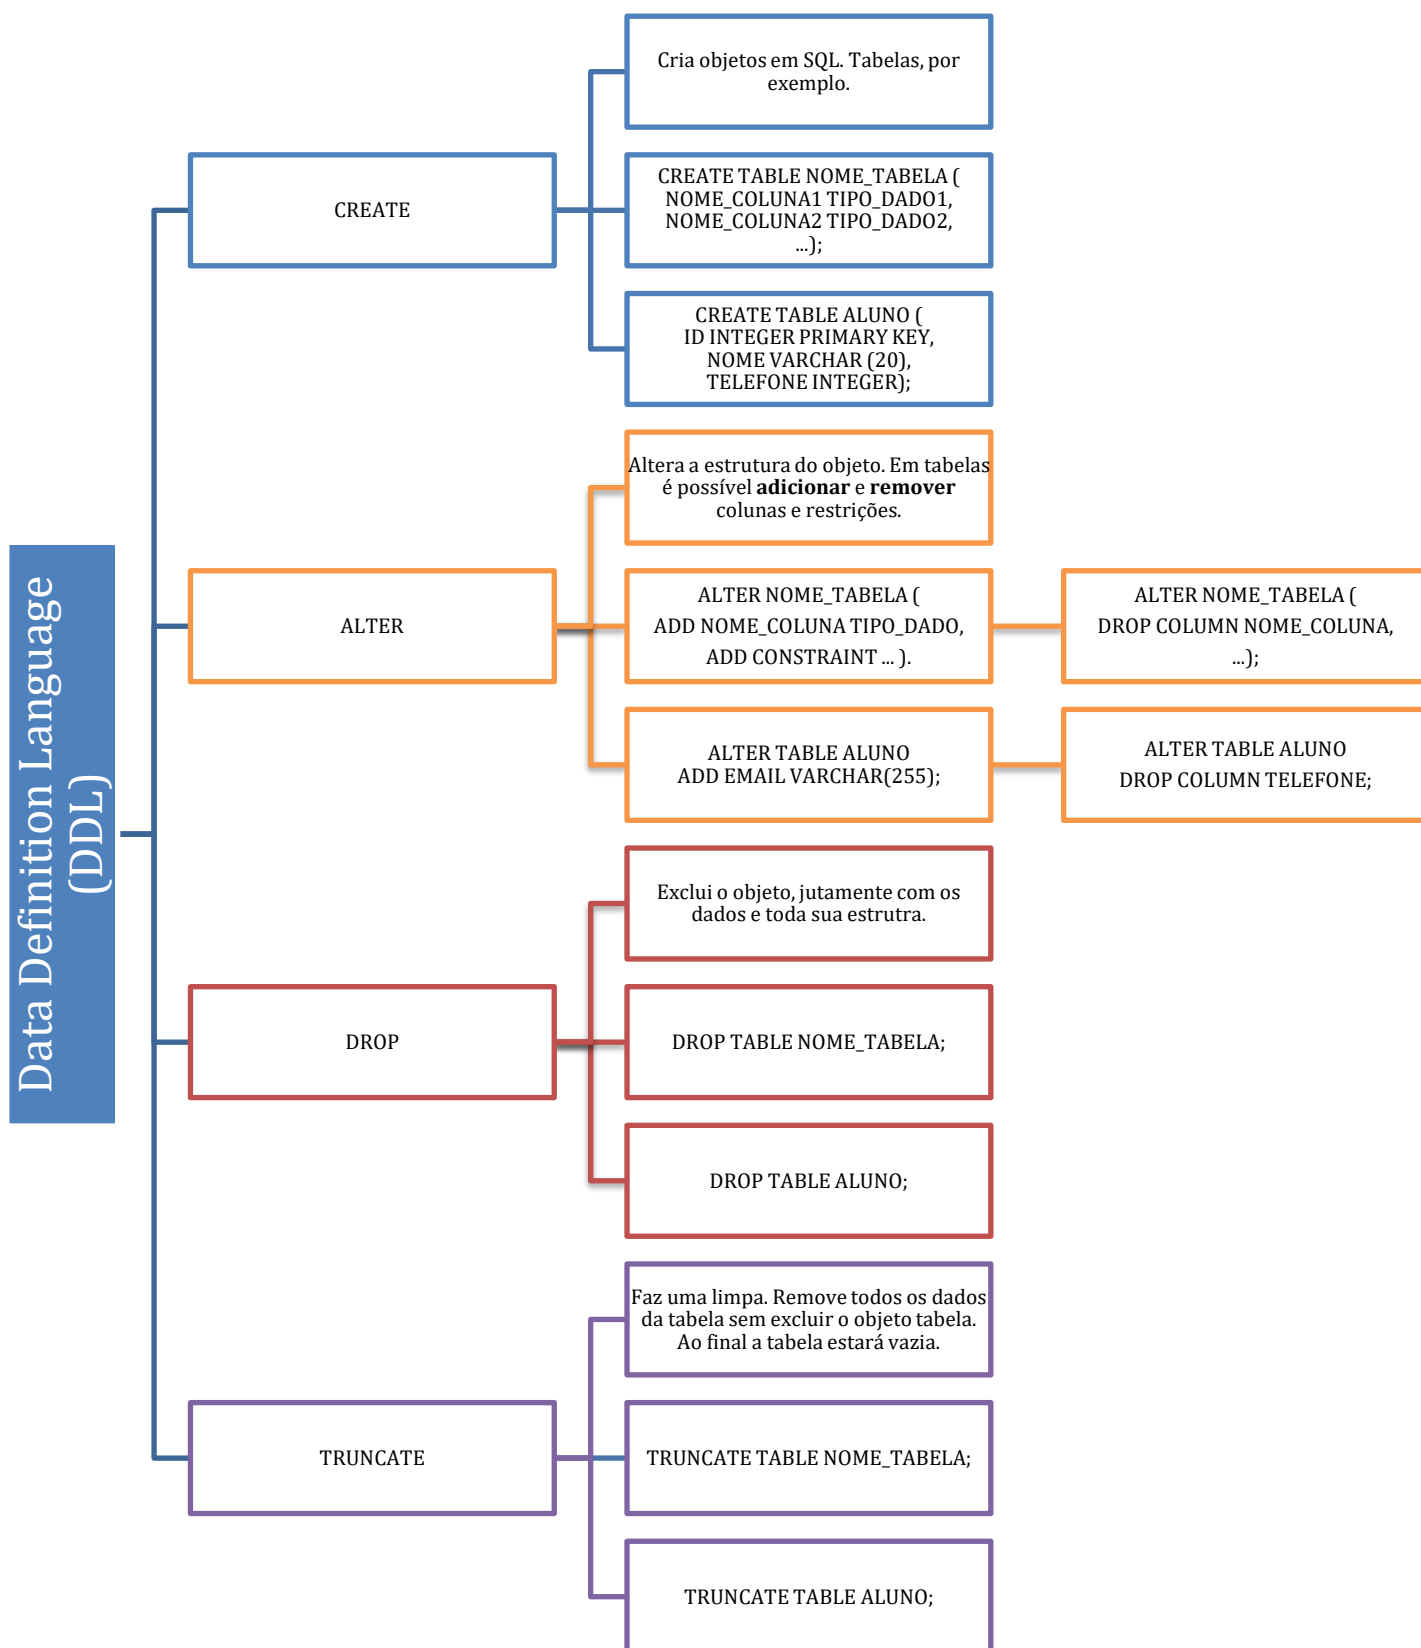 Data Definition Language
(DDL)
CREATE
Cria objetos em SQL. Tabelas, por
exemplo.
CREATE TABLE NOME_TABELA (
NOME_COLUNA1 TIPO_DADO1,
NOME_COLUNA2 TIPO_DADO2,
...);
CREATE TABLE ALUNO (
ID INTEGER PRIMARY KEY,
NOME VARCHAR (20),
TELEFONE INTEGER);
ALTER
Altera a estrutura do objeto. Em tabelas
é possível adicionar e remover
colunas e restrições.
ALTER NOME_TABELA (
ADD NOME_COLUNA TIPO_DADO,
ADD CONSTRAINT ... ).
ALTER NOME_TABELA (
DROP COLUMN NOME_COLUNA,
...);
ALTER TABLE ALUNO
ADD EMAIL VARCHAR(255);
ALTER TABLE ALUNO
DROP COLUMN TELEFONE;
DROP
Exclui o objeto, jutamente com os
dados e toda sua estrutra.
DROP TABLE NOME_TABELA;
DROP TABLE ALUNO;
TRUNCATE
Faz uma limpa. Remove todos os dados
da tabela sem excluir o objeto tabela.
Ao final a tabela estará vazia.
TRUNCATE TABLE NOME_TABELA;
TRUNCATE TABLE ALUNO;